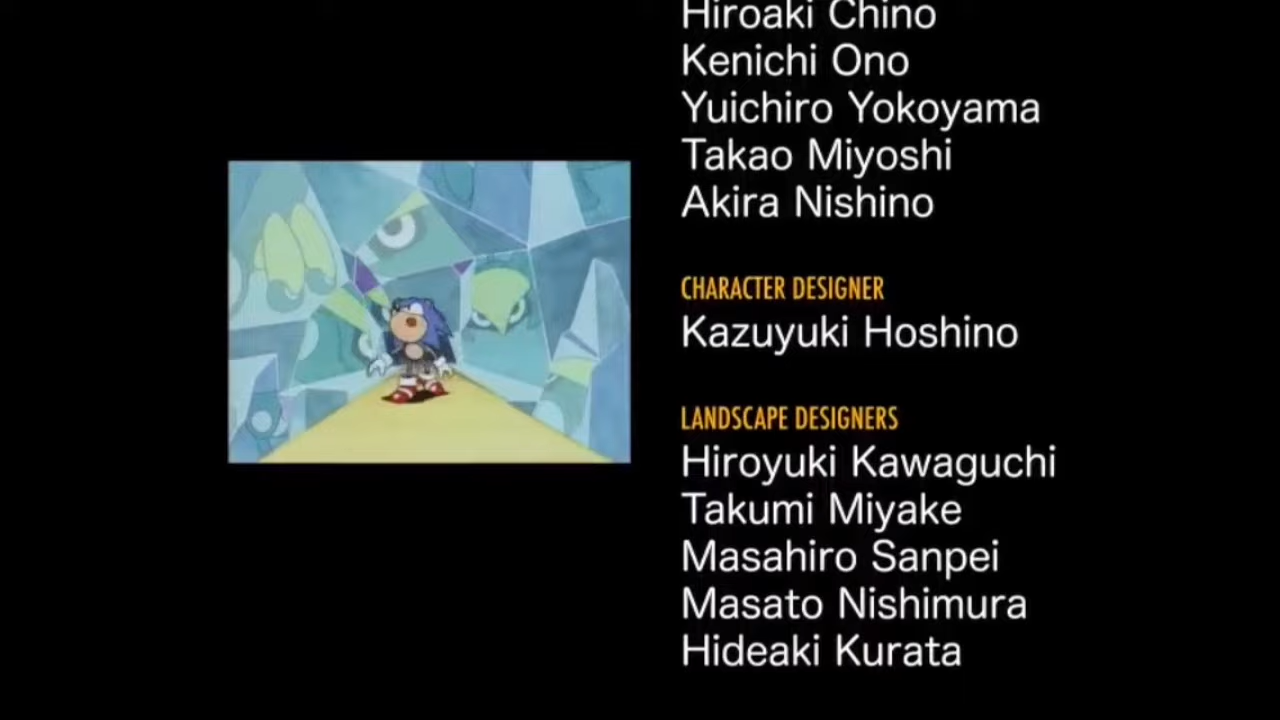 Hiroaki Chino
Kenichi Ono
Yuichiro Yokoyama
Takao Miyoshi
Akira Nishino
CHARACTER DESIGNER
Kazuyuki Hoshino
LANDSCAPE DESIGNERS
Hiroyuki Kawaguchi
Takumi Miyake
Masahiro Sanpei
Masato Nishimura
Hideaki Kurata